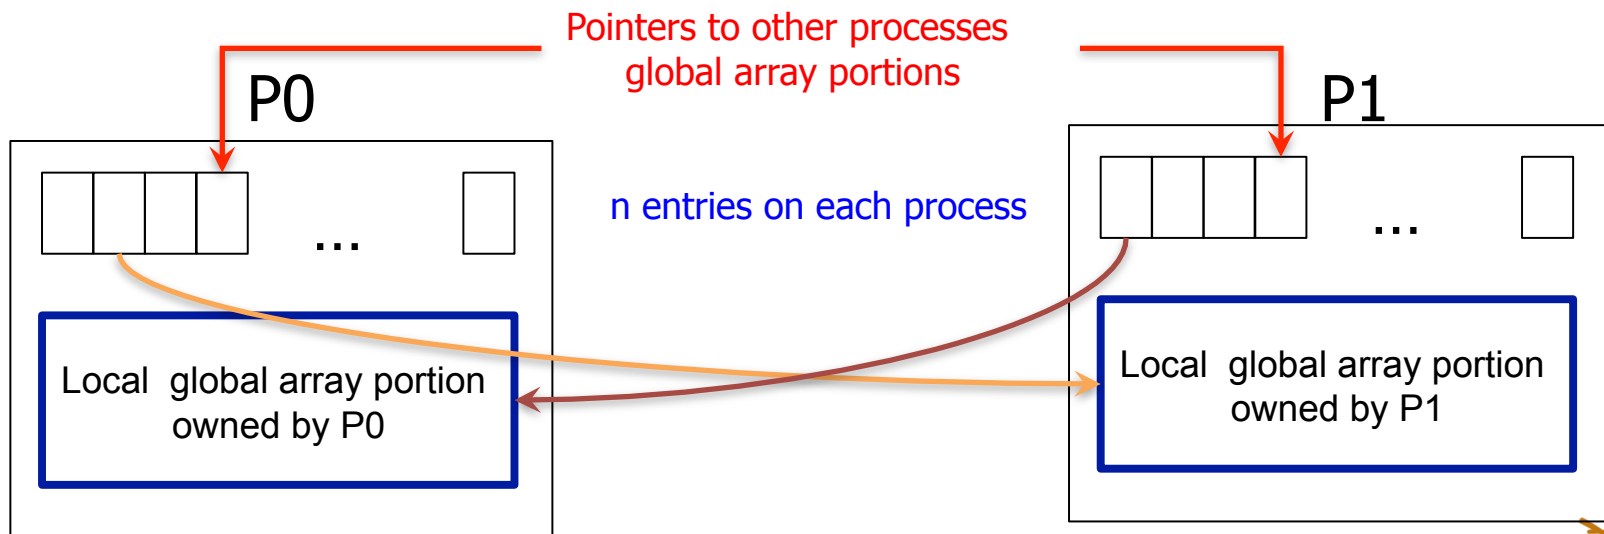 Pointers to other processes
global array portions
P0
P1
n entries on each process
...
...
Local global array portion
owned by P0
Local global array portion
owned by P1